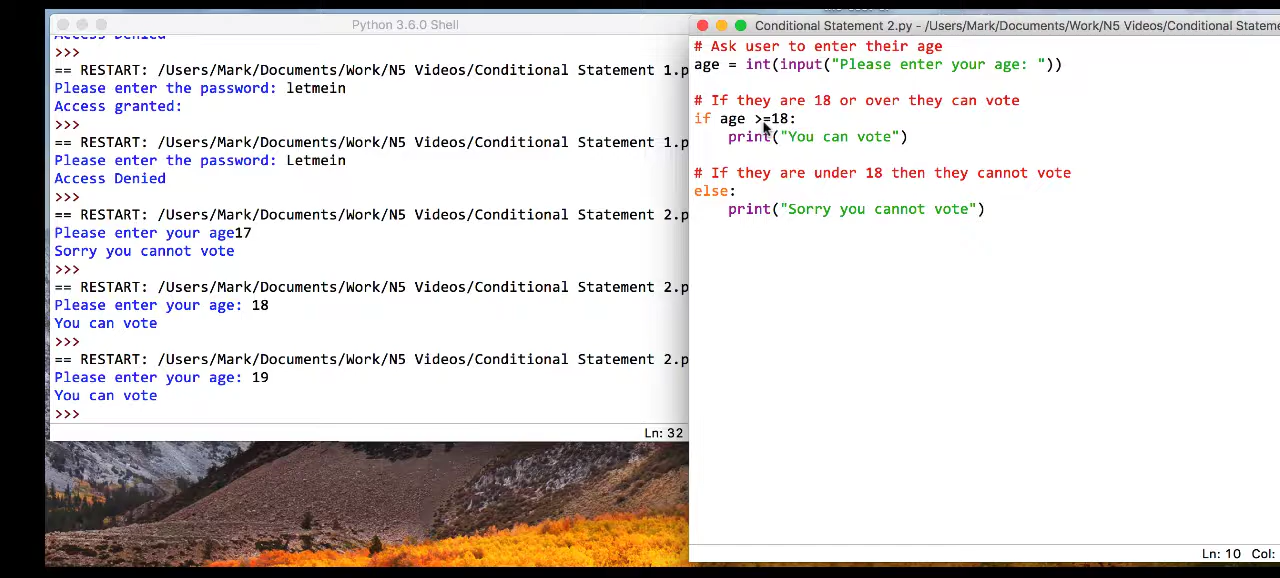 Python 3.6.0 Shell
Access Denied
>>>
== RESTART: /Users/Mark/Documents/Work/N5 Videos/Conditional Statement 1.p
Please enter the password: letmein
Access granted:
>>>
== RESTART: /Users/Mark/Documents/Work/N5 Videos/Conditional Statement 1.p
Please enter the password: Letmein
Access Denied
>>>
== RESTART: /Users/Mark/Documents/Work/N5 Videos/Conditional Statement 2.p
Please enter your age17
Sorry you cannot vote
>>>
== RESTART: /Users/Mark/Documents/Work/N5 Videos/Conditional Statement 2.p
Please enter your age: 18
You can vote
>>>
== RESTART: /Users/Mark/Documents/Work/N5 Videos/Conditional Statement 2.p
Please enter your age: 19
You can vote
>>>
Ln: 32
Conditional Statement 2.py - /Users/Mark/Documents/Work/N5 Videos/Conditional Stateme
# Ask user to enter their age
age = int(input("Please enter your age: "))
# If they are 18 or over they can vote
if age >=18:
print("You can vote")
# If they are under 18 then they cannot vote
else:
print("Sorry you cannot vote")
Ln: 10 Col: